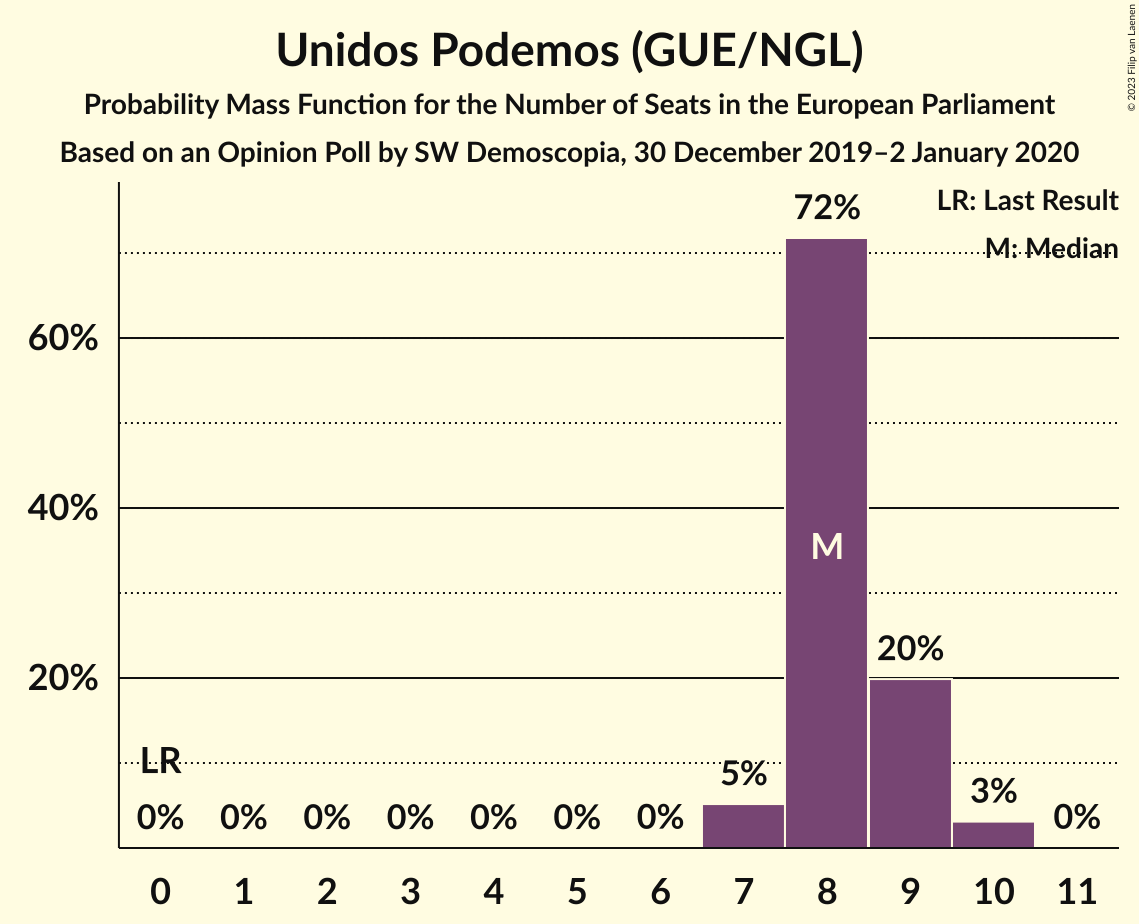 Unidos Podemos (GUE/NGL)
Probability Mass Function for the Number of Seats in the European Parliament
Based on an Opinion Poll by SW Demoscopia, 30 December 2019–2 January 2020
© 2023 Filip van Laenen
LR: Last Result
M: Median
72%
60%
40%
M
20%
20%
LR
5%
3%
0% 0% 0% 0% 0% 0% 0% 0%
0 1 2 3 4 5 6 7 8 9 10 11